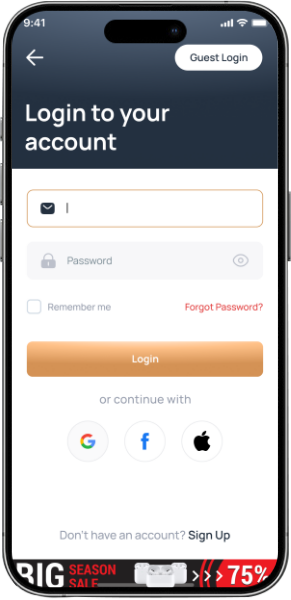 9:41
Guest Login
Login to your
account
Password
Remember me
Forgot Password?
Login
or continue with
Don't have an account? Sign Up
BIG SEASON
SALE
>>> 75%